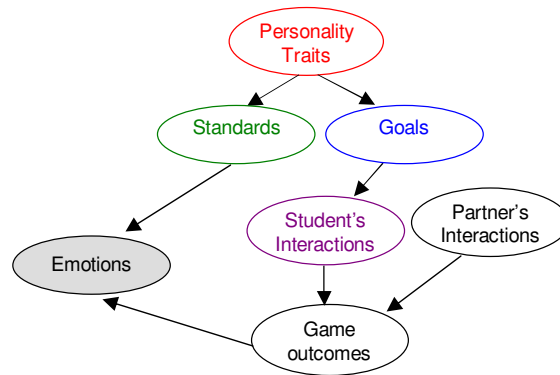 Personality
Traits
Standards
Goals
Student's
Interactions
Partner's
Interactions
Emotions
Game
outcomes